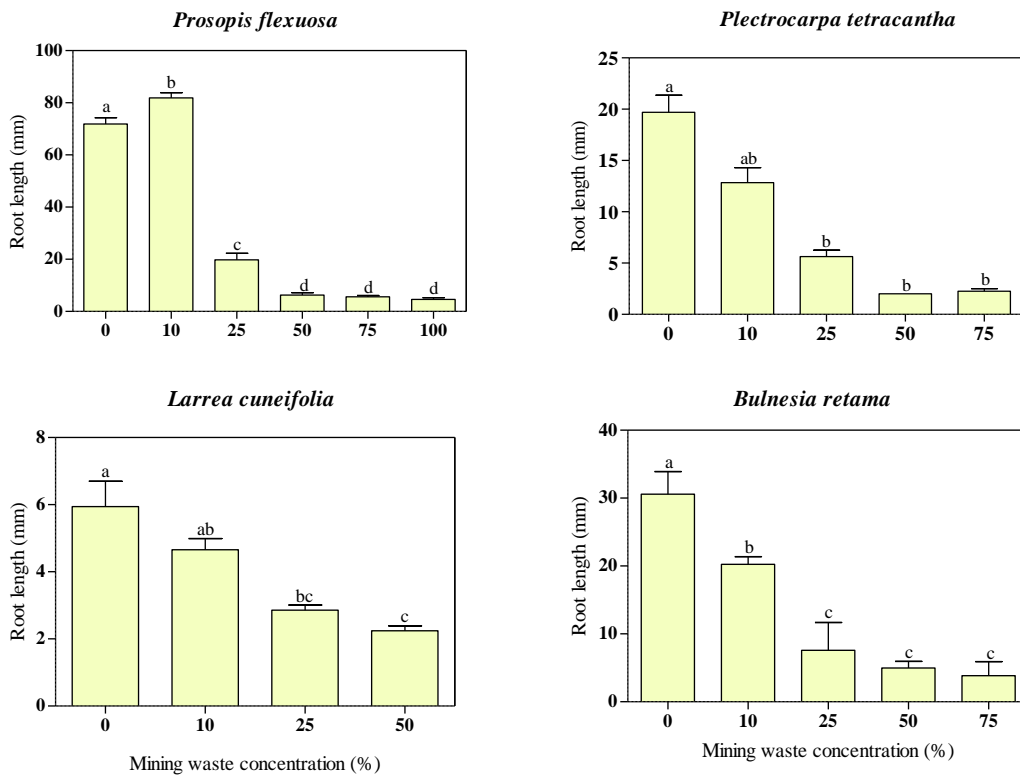 Prosopis flexuosa
Root length (mm)
100
80
60
40
20
0
a
b
c
d
d
d
0 10 25 50 75 100
Plectrocarpa tetracantha
Root length (mm)
25
20
15
10
5
0
a
ab
b
b
b
0 10 25 50 75
Larrea cuneifolia
Root length (mm)
8
6
4
2
0
a
ab
bc
c
0 10 25 50
Mining waste concentration (%)
Bulnesia retama
Root length (mm)
40
30
20
10
0
a
b
c
c
c
0 10 25 50 75
Mining waste concentration (%)